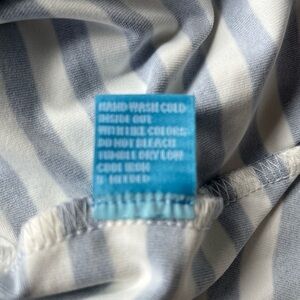 HAND WASH COLD
INSIDE OUT
WITH LIKE COLORS
DO NOT BLEACH
TUMBLE DRY LOW
COOL IRON
IF NEEDED